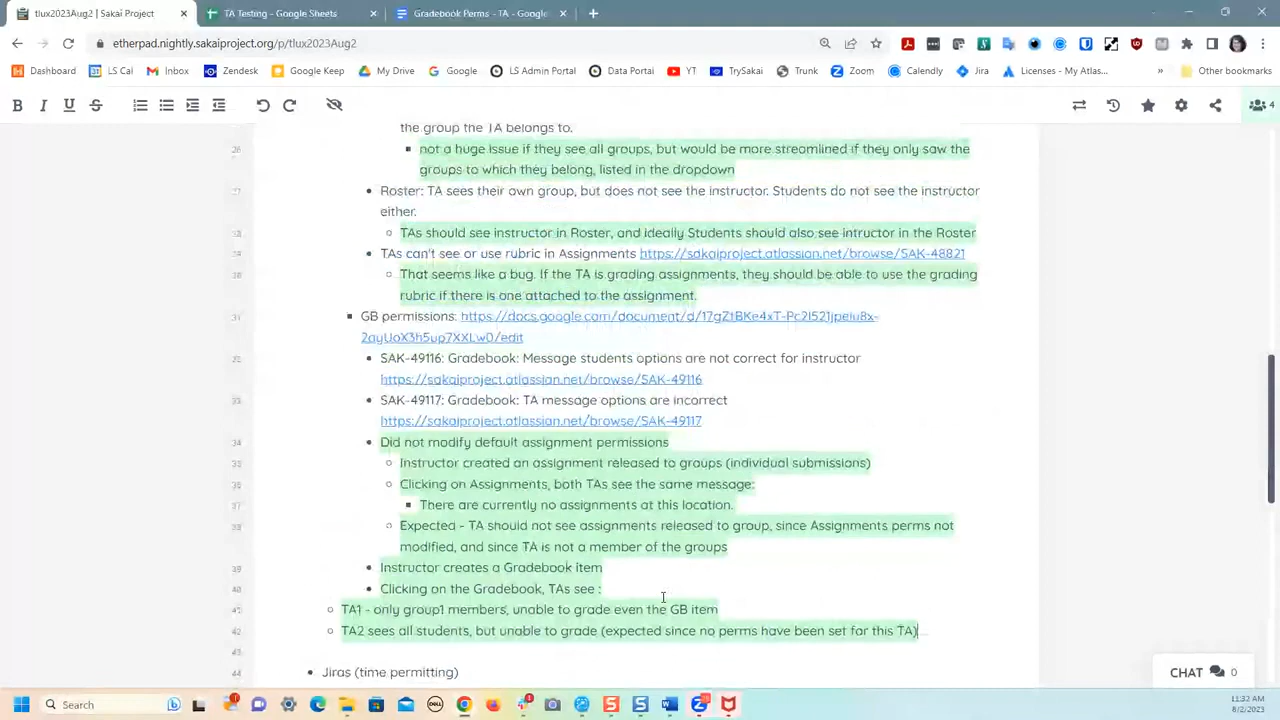 tlux2023Aug2 | Sakai Project
TA Testing - Google Sheets
Gradebook Perms - TA - Google
etherpad.nightly.sakaiproject.org/p/tlux2023Aug2
Dashboard
LS Cal
Inbox
Zendesk
Google Keep
My Drive
Google
LS Admin Portal
Data Portal
YT
TrySakai
Trunk
Zoom
Calendly
Jira
Licenses - My Atlas...
»
Other bookmarks
4
the group the TA belongs to.
26 not a huge issue if they see all groups, but would be more streamlined if they only saw the
groups to which they belong, listed in the dropdown
Roster: TA sees their own group, but does not see the instructor. Students do not see the instructor
either.
TAs should see instructor in Roster, and ideally Students should also see intructor in the Roster
TAs can't see or use rubric in Assignments https://sakaiproject.atlassian.net/browse/SAK-48821
That seems like a bug. If the TA is grading assignments, they should be able to use the grading
rubric if there is one attached to the assignment.
GB permissions:
SAK-49116: Gradebook: Message students options are not correct for instructor
https://sakaiproject.atlassian.net/browse/SAK-49116
SAK-49117: Gradebook: TA message options are incorrect
https://sakaiproject.atlassian.net/browse/SAK-49117
34 Did not modify default assignment permissions
35 Instructor created an assignment released to groups (individual submissions)
36 Clicking on Assignments, both TAs see the same message:
37 There are currently no assignments at this location.
Expected - TA should not see assignments released to group, since Assignments perms not
modified, and since TA is not a member of the groups
39 Instructor creates a Gradebook item
40 Clicking on the Gradebook, TAs see :
41 TA1 - only group1 members, unable to grade even the GB item
42 TA2 sees all students, but unable to grade (expected since no perms have been set for this TA)
43
44 Jiras (time permitting)
CHAT 0
Search
11:32 AM
8/2/2023